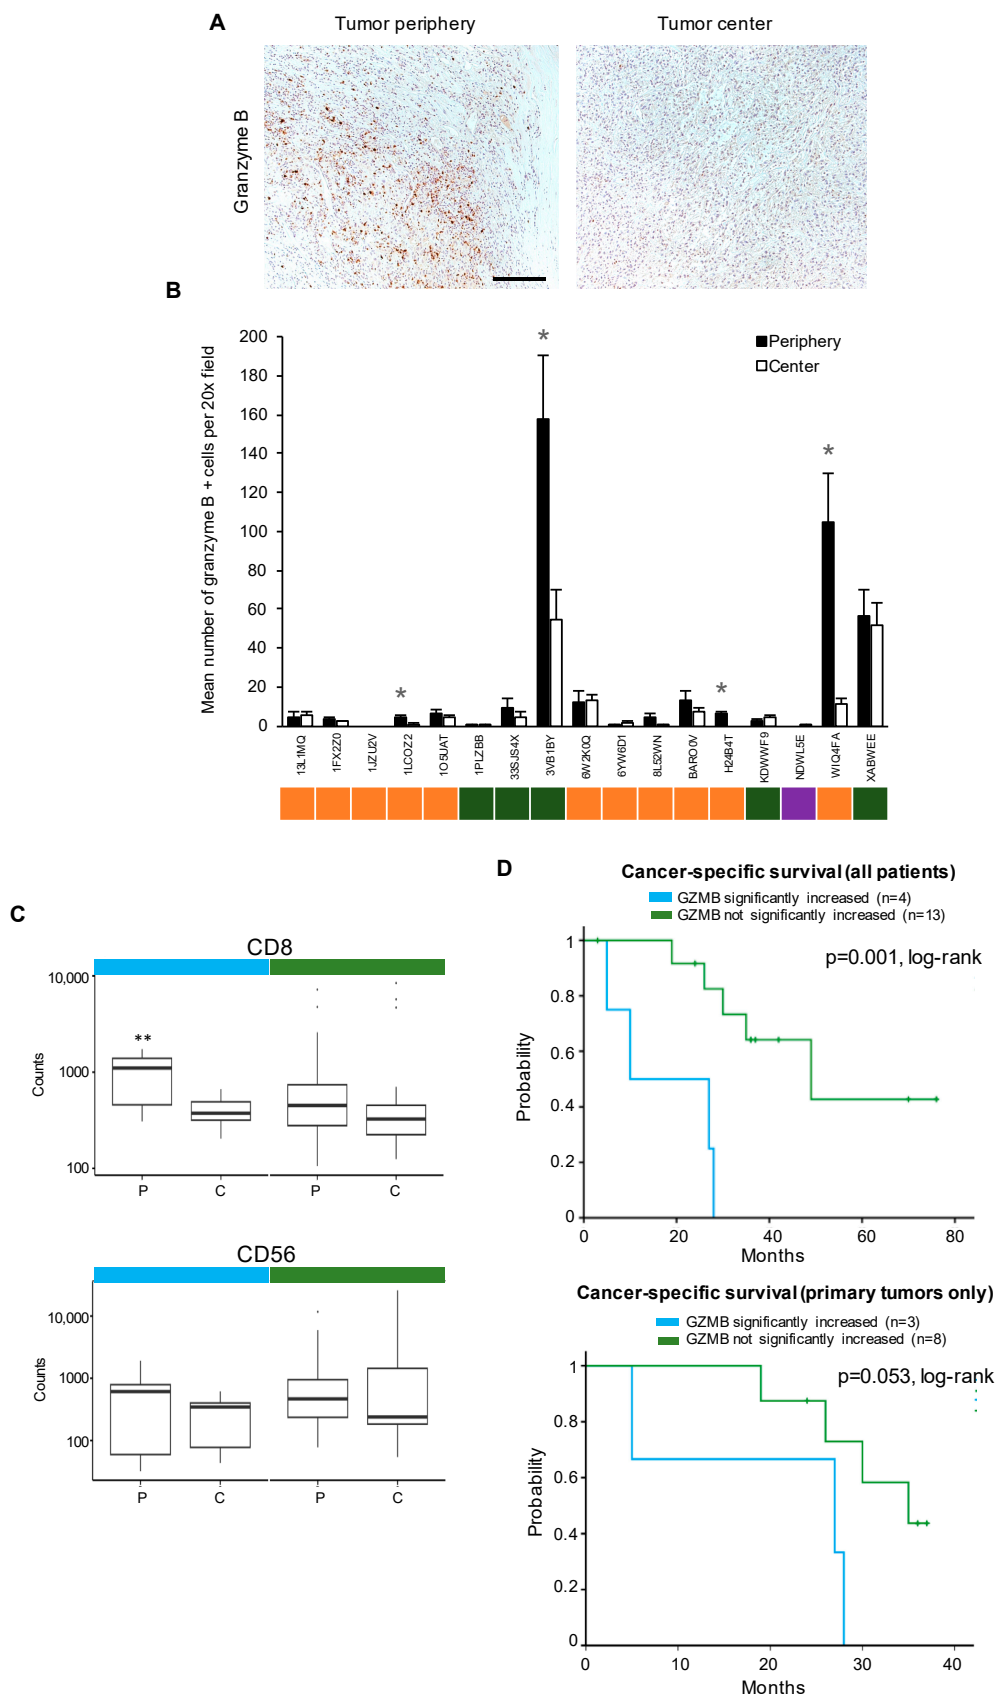 A
Tumor periphery
Tumor center
Granzyme B
B
Mean number of granzyme B + cells per 20x field
200
180
160
140
120
100
80
60
40
20
0
*
*
*
*
Periphery
Center
13L1MQ
1FX2Z0
1JZU2V
1LCOZ2
1O5UAT
1PLZBB
33SJS4X
3VB1BY
6W2K0Q
6YW6D1
8L52WN
BARO0V
H24B4T
KDWWF9
NDWL5E
WIQ4FA
XABWEE
C
CD8
Counts
10,000
1000
100
**
P
C
P
C
CD56
Counts
10,000
1000
100
P
C
P
C
D
Cancer-specific survival (all patients)
GZMB significantly increased (n=4)
GZMB not significantly increased (n=13)
p=0.001, log-rank
Probability
1
0.8
0.6
0.4
0.2
0
0
20
40
60
80
Months
Cancer-specific survival (primary tumors only)
GZMB significantly increased (n=3)
GZMB not significantly increased (n=8)
p=0.053, log-rank
Probability
1
0.8
0.6
0.4
0.2
0
0
10
20
30
40
Months